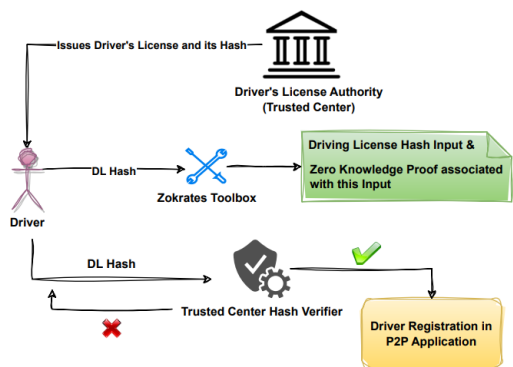 Issues Driver's License and its Hash
Driver's License Authority
(Trusted Center)
DL Hash
Zokrates Toolbox
Driving License Hash Input &
Zero Knowledge Proof associated
with this Input
Driver
DL Hash
Trusted Center Hash Verifier
Driver Registration in
P2P Application